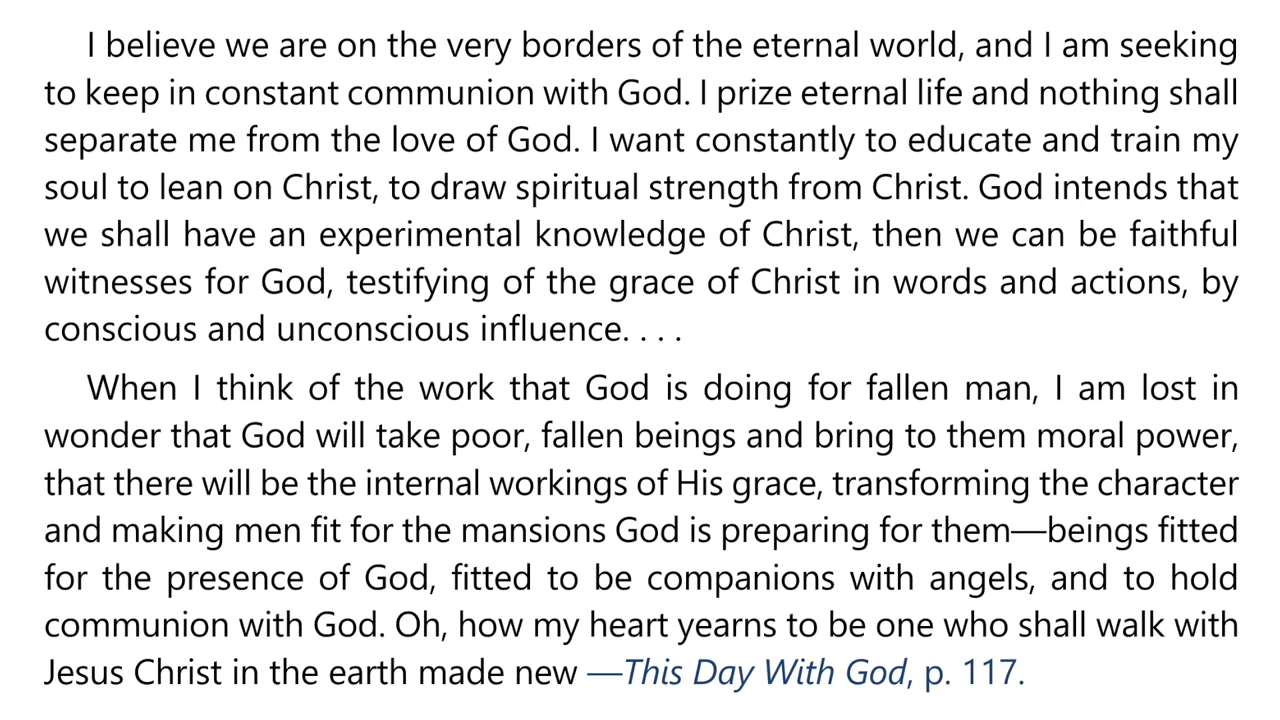 I believe we are on the very borders of the eternal world, and I am seeking
to keep in constant communion with God. I prize eternal life and nothing shall
separate me from the love of God. I want constantly to educate and train my
soul to lean on Christ, to draw spiritual strength from Christ. God intends that
we shall have an experimental knowledge of Christ, then we can be faithful
witnesses for God, testifying of the grace of Christ in words and actions, by
conscious and unconscious influence. . . .
When I think of the work that God is doing for fallen man, I am lost in
wonder that God will take poor, fallen beings and bring to them moral power,
that there will be the internal workings of His grace, transforming the character
and making men fit for the mansions God is preparing for them—beings fitted
for the presence of God, fitted to be companions with angels, and to hold
communion with God. Oh, how my heart yearns to be one who shall walk with
Jesus Christ in the earth made new —This Day With God, p. 117.